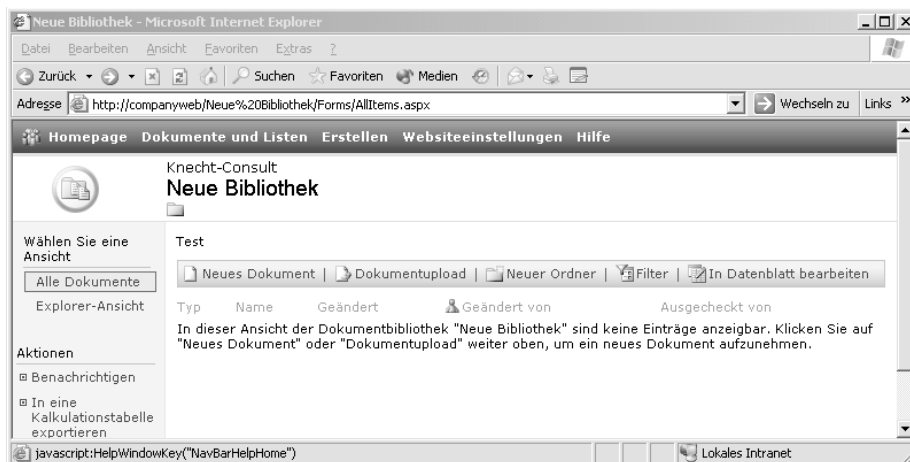 Neue Bibliothek - Microsoft Internet Explorer
Datei Bearbeiten Ansicht Favoriten Extras ?
Zurück Suchen Favoriten Medien
Adresse http://companyweb/Neue%20Bibliothek/Forms/AllItems.aspx Wechseln zu Links »
Homepage Dokumente und Listen Erstellen Websiteeinstellungen Hilfe
Knecht-Consult
Neue Bibliothek
Wählen Sie eine
Ansicht
Alle Dokumente
Explorer-Ansicht
Aktionen
Benachrichtigen
In eine
Kalkulationstabelle
exportieren
Test
Neues Dokument | Dokumentupload | Neuer Ordner | Filter | In Datenblatt bearbeiten
Typ Name Geändert Geändert von Ausgecheckt von
In dieser Ansicht der Dokumentbibliothek "Neue Bibliothek" sind keine Einträge anzeigbar. Klicken Sie auf
"Neues Dokument" oder "Dokumentupload" weiter oben, um ein neues Dokument aufzunehmen.
javascript:HelpWindowKey("NavBarHelpHome") Lokales Intranet